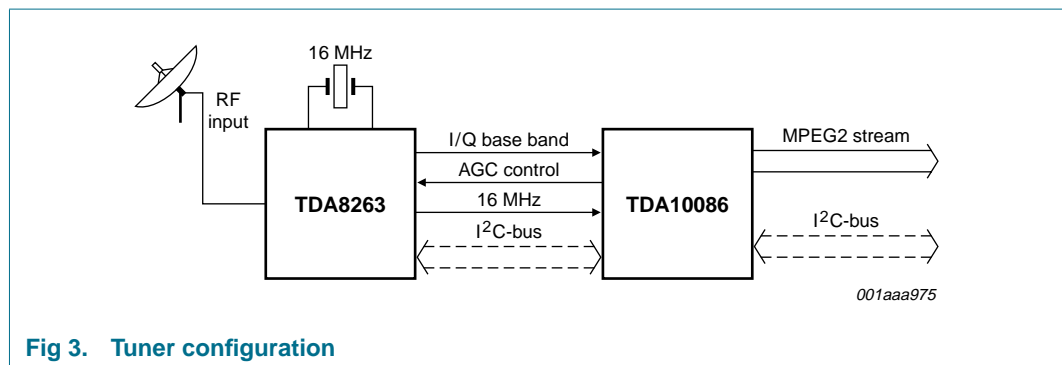 16 MHz
RF
input
I/Q base band
AGC control
16 MHz
I2C-bus
TDA8263
TDA10086
MPEG2 stream
I2C-bus
001aaa975
Fig 3. Tuner configuration